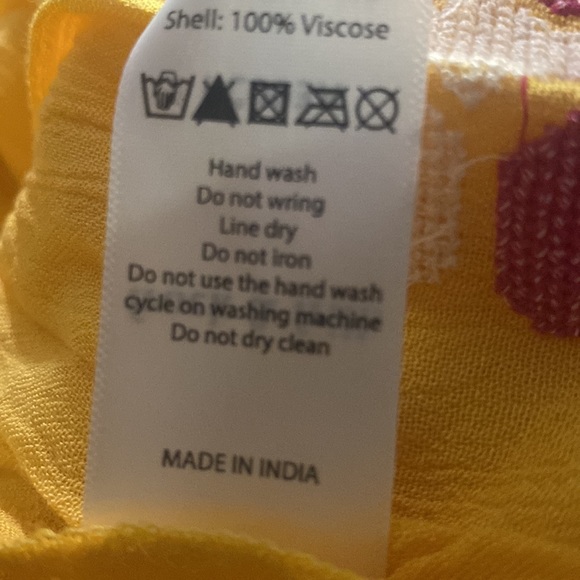 Shell: 100% Viscose
Hand wash
Do not wring
Line dry
Do not iron
Do not use the hand wash
cycle on washing machine
Do not dry clean
MADE IN INDIA